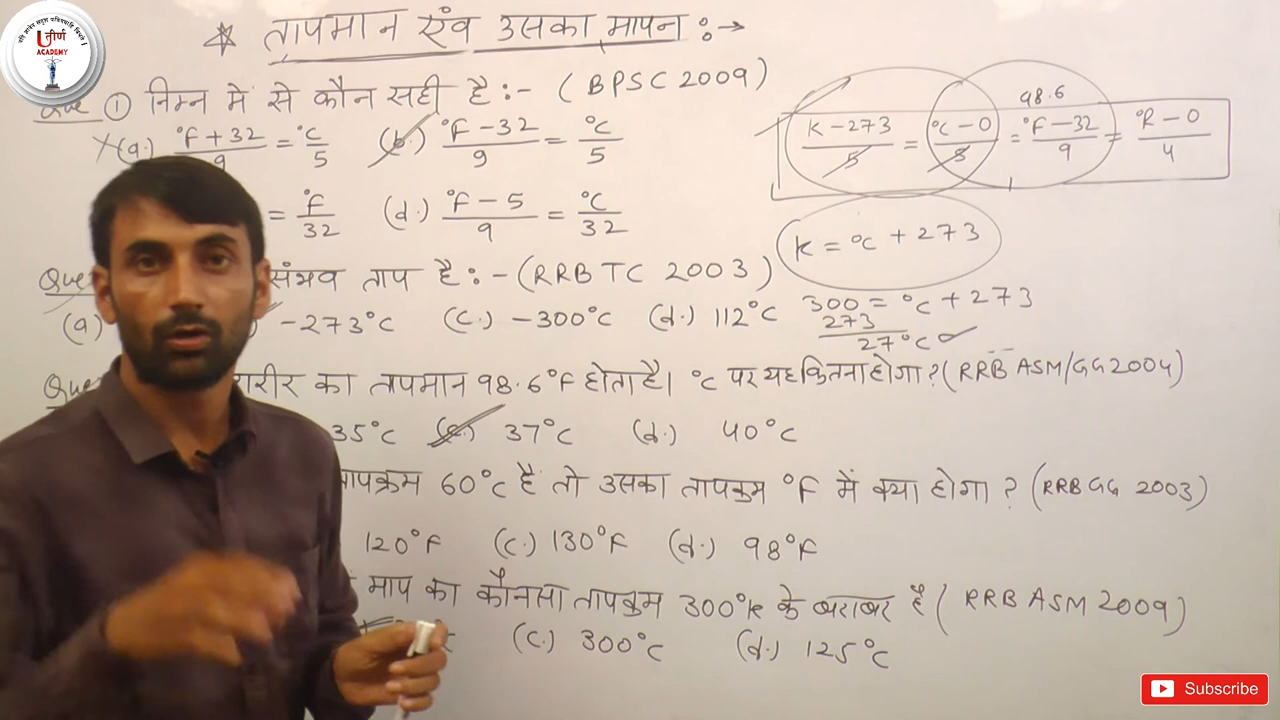 तीर्ण
ACADEMY
☆ तापमान एंव उसका मापन :→
Que ① निम्न में से कौन सही है :- (BPSC 2009)
(a.) °F+32/9 = °C/5 (b.) °F-32/9 = °C/5
= °F/32 (d.) °F-5/9 = °C/32
98.6
K-273/5 = °C-0/5 = °F-32/9 = °R-0/4
K = °C + 273
Que संभव ताप है :- (RRB TC 2003)
(a) -273°C (C.) -300°C (d.) 112°C
300 = °C + 273
273
27°C
Que शरीर का तापमान 98.6°F होता है। °C पर यह कितना होगा? (RRB ASM/GG 2004)
35°C (c.) 37°C (d.) 40°C
तापक्रम 60°C है तो उसका तापक्रम °F में क्या होगा? (RRB GG 2003)
120°F (C.) 130°F (d.) 98°F
माप का कौनसा तापक्रम 300°K के बराबर है (RRB ASM 2009)
(C.) 300°C (d.) 125°C
Subscribe